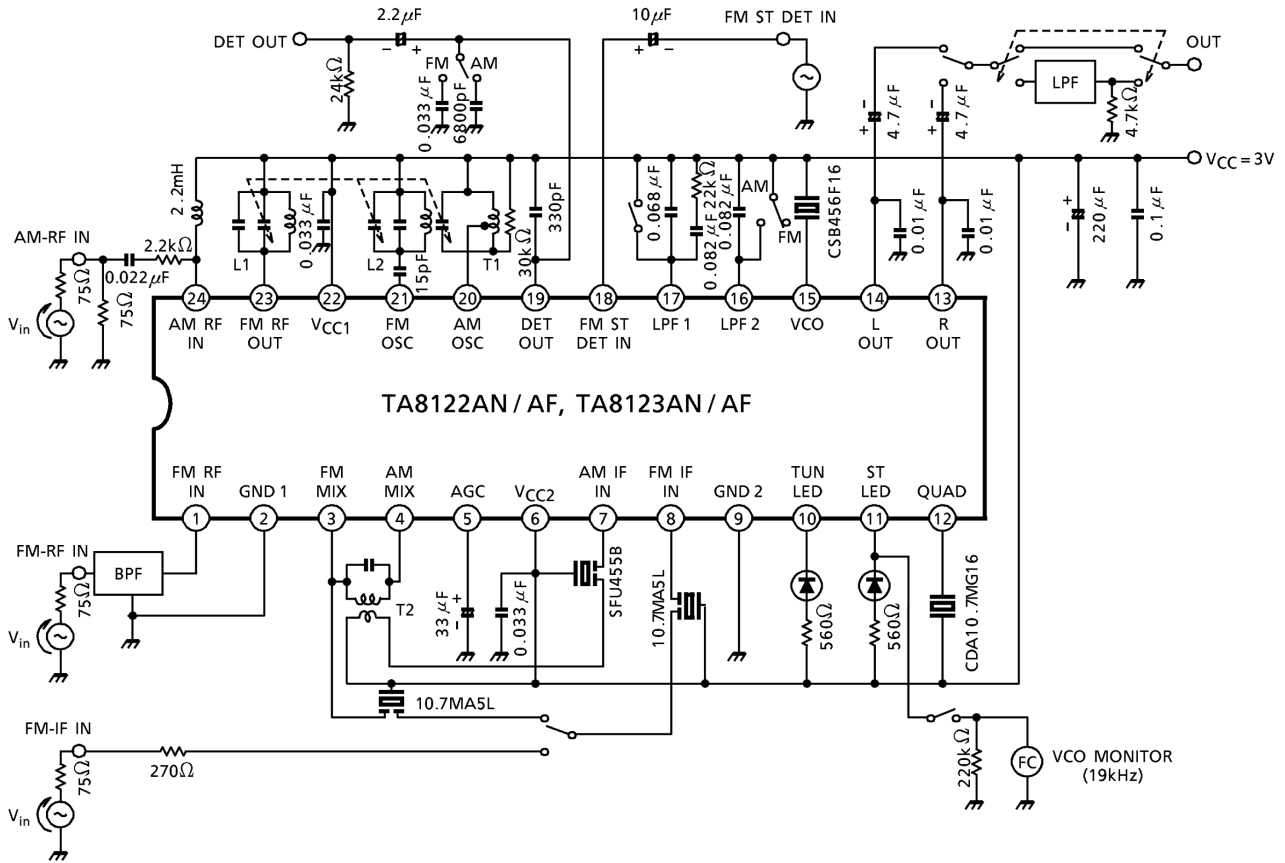 2.2μF
10μF
FM ST DET IN
DET OUT
OUT
FM
AM
24kΩ
0.033μF
6800pF
4.7μF
4.7μF
LPF
4.7kΩ
VCC = 3V
2.2mH
0.033μF
330pF
0.068μF
22kΩ
0.082μF
0.082μF
AM
FM
CSB456F16
0.01μF
0.01μF
220μF
0.1μF
AM-RF IN
75Ω
0.022μF
2.2kΩ
75Ω
Vin
L1
L2
15pF
T1
30kΩ
24 23 22 21 20 19 18 17 16 15 14 13
AM RF IN
FM RF OUT
VCC1
FM OSC
AM OSC
DET OUT
FM ST DET IN
LPF1
LPF2
VCO
L OUT
R OUT
TA8122AN / AF, TA8123AN / AF
FM RF IN
GND 1
FM MIX
AM MIX
AGC
VCC2
AM IF IN
FM IF IN
GND 2
TUN LED
ST LED
QUAD
1 2 3 4 5 6 7 8 9 10 11 12
FM-RF IN
BPF
75Ω
Vin
T2
33μF
0.033μF
SFU455B
10.7MA5L
560Ω
560Ω
CDA10.7MG16
10.7MA5L
FM-IF IN
75Ω
270Ω
Vin
220kΩ
FC
VCO MONITOR
(19kHz)